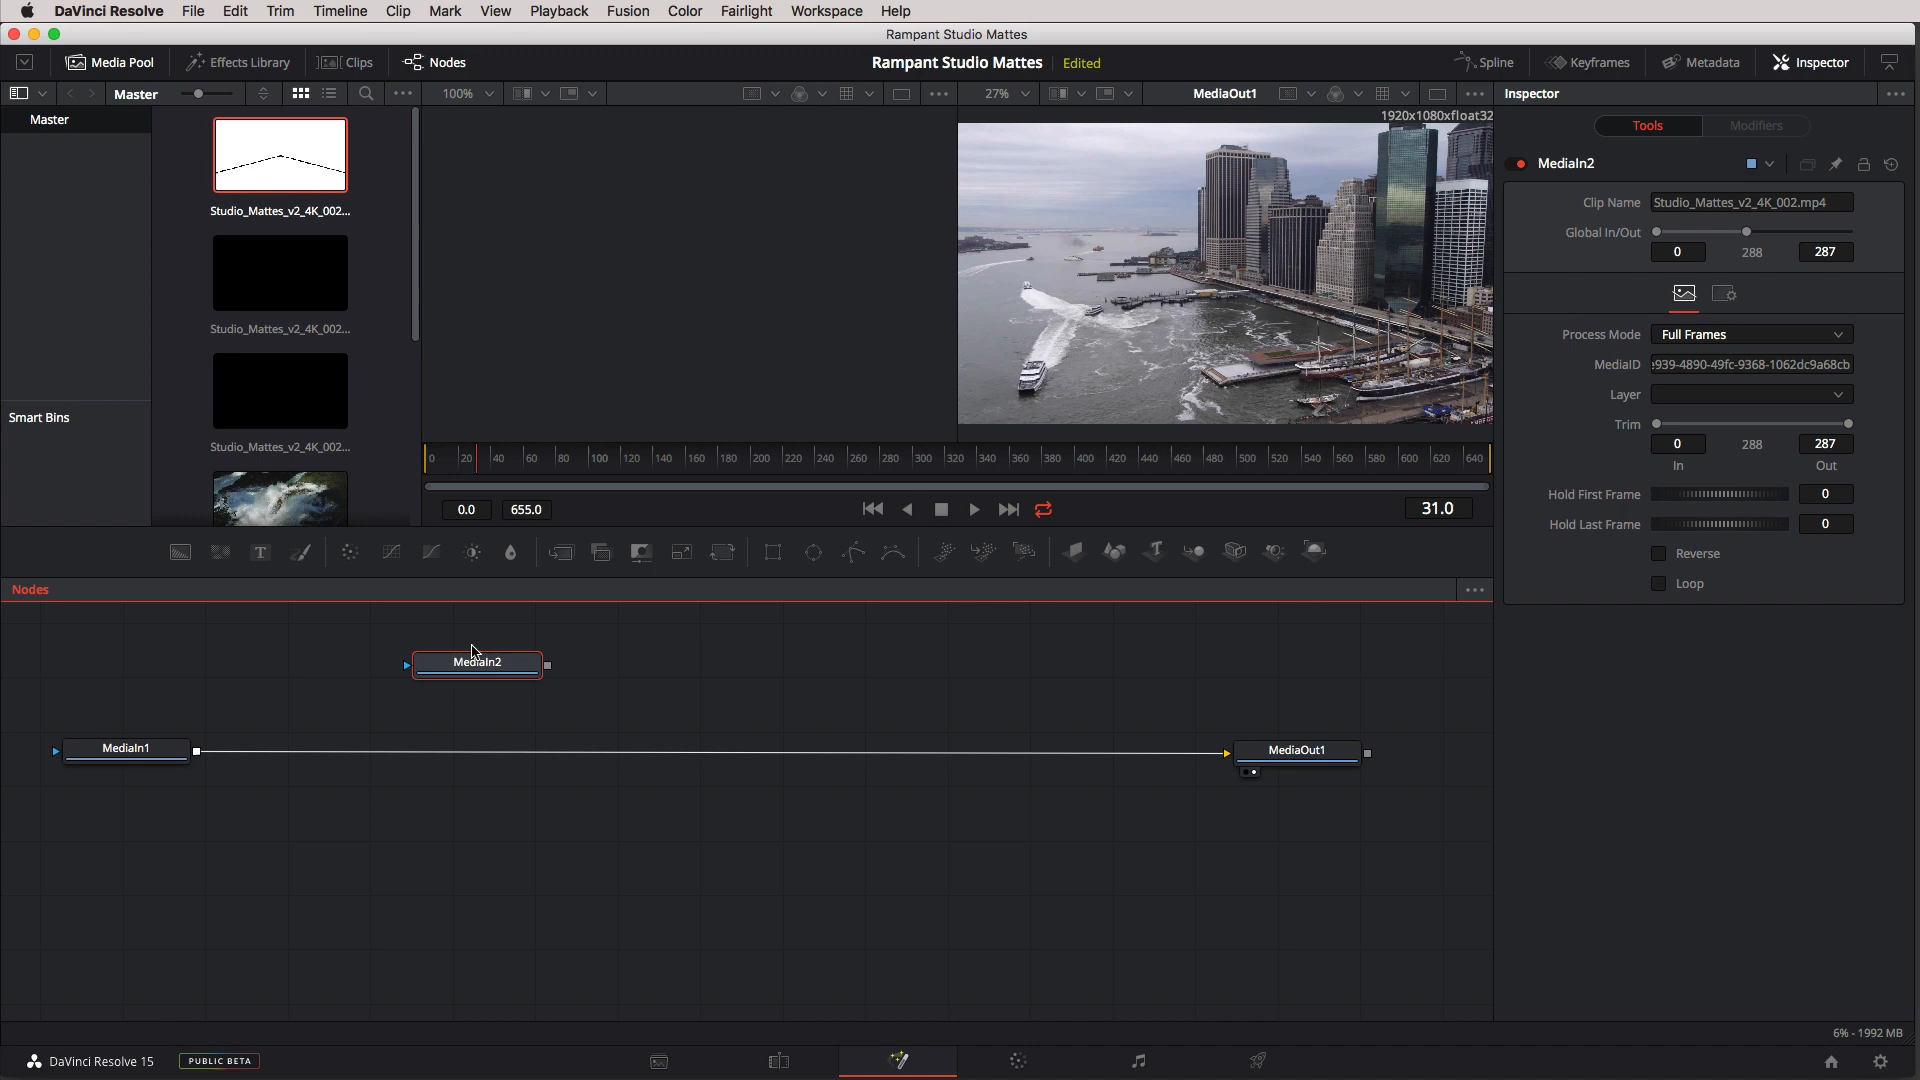 DaVinci Resolve File Edit Trim Timeline Clip Mark View Playback Fusion Color Fairlight Workspace Help
Rampant Studio Mattes
Media Pool Effects Library Clips Nodes Rampant Studio Mattes Edited Spline Keyframes Metadata Inspector
Master 100% 27% MediaOut1 Inspector
Master
1920x1080xfloat32
Tools Modifiers
MediaIn2
Clip Name Studio_Mattes_v2_4K_002.mp4
Studio_Mattes_v2_4K_002...
Global In/Out
0 288 287
Studio_Mattes_v2_4K_002...
Process Mode Full Frames
MediaID 939-4890-49fc-9368-1062dc9a68cb
Layer
Smart Bins
Trim
Studio_Mattes_v2_4K_002...
0 288 287
In Out
0 20 40 60 80 100 120 140 160 180 200 220 240 260 280 300 320 340 360 380 400 420 440 460 480 500 520 540 560 580 600 620 640
Hold First Frame 0
0.0 655.0 31.0
Hold Last Frame 0
Reverse
Loop
Nodes
MediaIn2
MediaIn1
MediaOut1
6% - 1992 MB
DaVinci Resolve 15 PUBLIC BETA